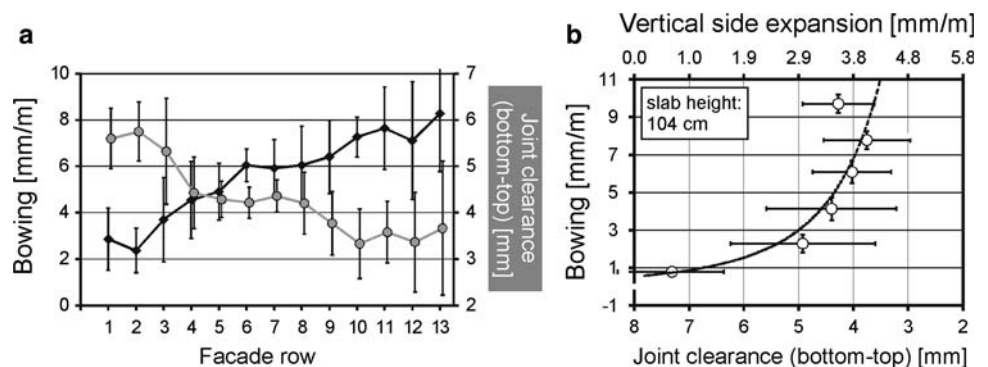 a
10
8
6
4
2
0
Bowing [mm/m]
7
6
5
4
3
2
Joint clearance
(bottom-top) [mm]
1 2 3 4 5 6 7 8 9 10 11 12 13
Facade row
b
Vertical side expansion [mm/m]
0.0 1.0 1.9 2.9 3.8 4.8 5.8
11
9
7
5
3
1
-1
Bowing [mm/m]
slab height:
104 cm
8 7 6 5 4 3 2
Joint clearance (bottom-top) [mm]